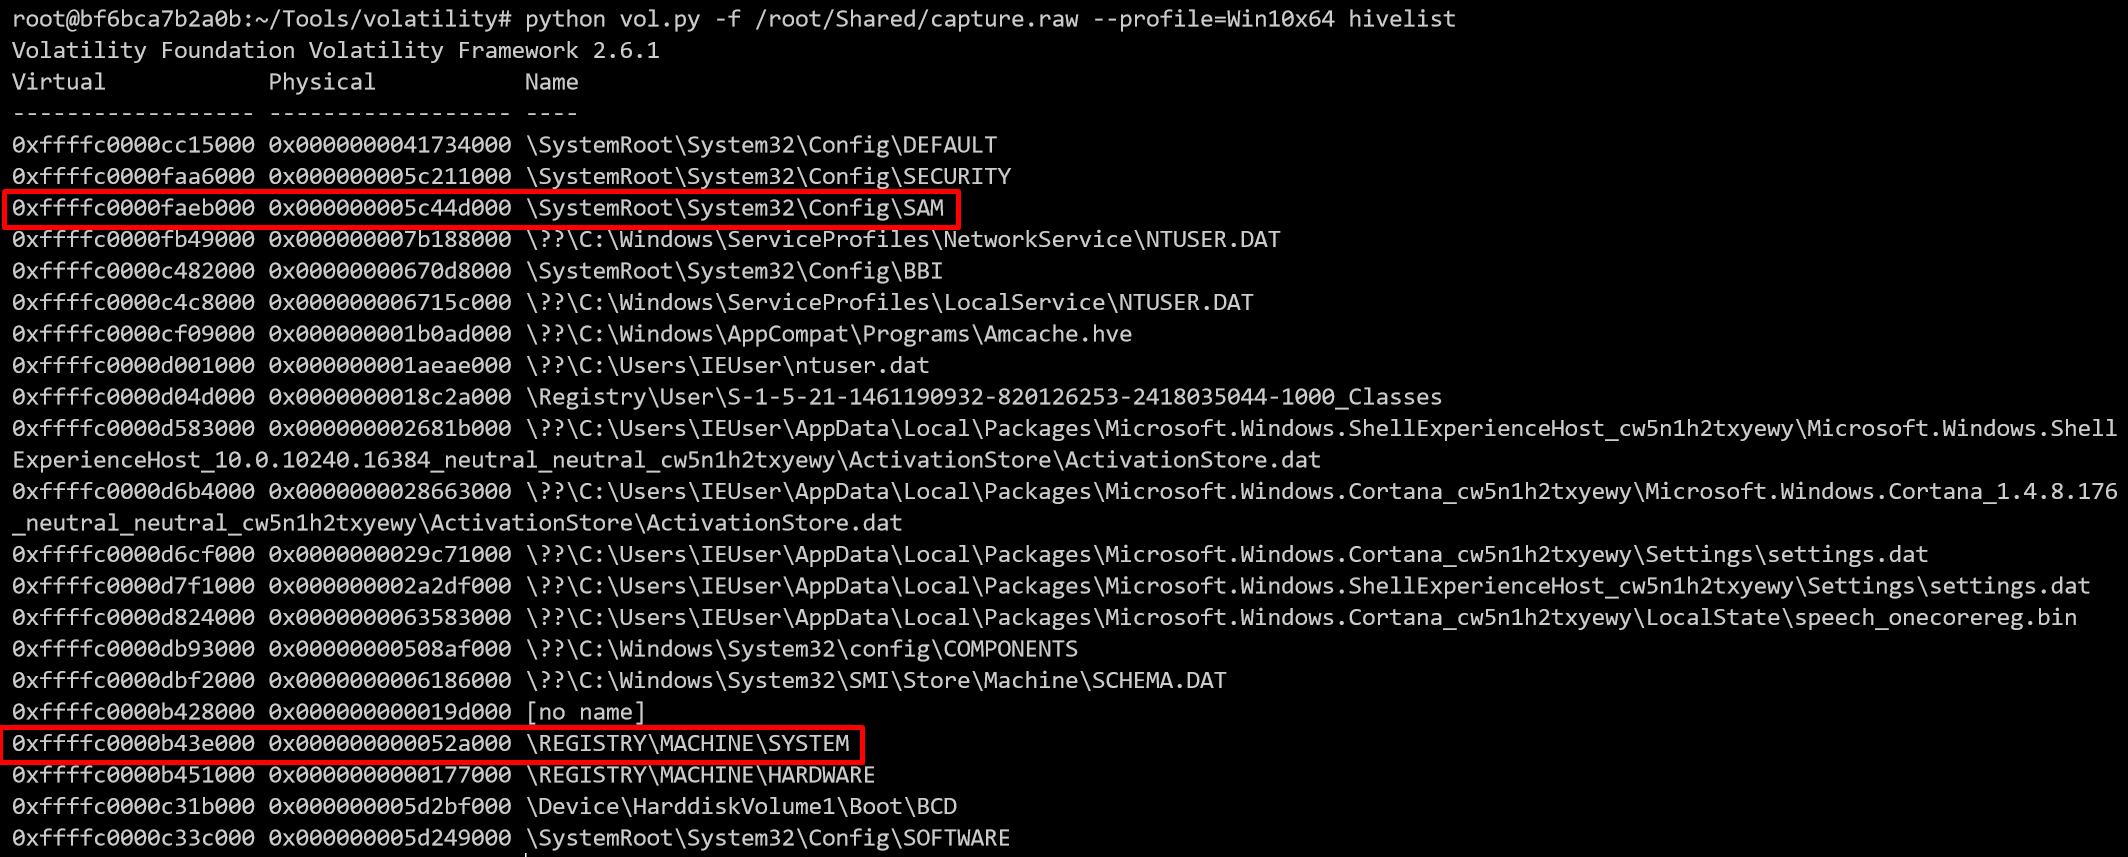 root@bf6bca7b2a0b:~/Tools/volatility# python vol.py -f /root/Shared/capture.raw --profile=Win10x64 hivelist
Volatility Foundation Volatility Framework 2.6.1
Virtual            Physical           Name
------------------ ------------------ ----
0xffffc0000cc15000 0x0000000041734000 \SystemRoot\System32\Config\DEFAULT
0xffffc0000faa6000 0x000000005c211000 \SystemRoot\System32\Config\SECURITY
0xffffc0000faeb000 0x000000005c44d000 \SystemRoot\System32\Config\SAM
0xffffc0000fb49000 0x000000007b188000 \??\C:\Windows\ServiceProfiles\NetworkService\NTUSER.DAT
0xffffc0000c482000 0x00000000670d8000 \SystemRoot\System32\Config\BBI
0xffffc0000c4c8000 0x000000006715c000 \??\C:\Windows\ServiceProfiles\LocalService\NTUSER.DAT
0xffffc0000cf09000 0x000000001b0ad000 \??\C:\Windows\AppCompat\Programs\Amcache.hve
0xffffc0000d001000 0x000000001aeae000 \??\C:\Users\IEUser\ntuser.dat
0xffffc0000d04d000 0x0000000018c2a000 \Registry\User\S-1-5-21-1461190932-820126253-2418035044-1000_Classes
0xffffc0000d583000 0x000000002681b000 \??\C:\Users\IEUser\AppData\Local\Packages\Microsoft.Windows.ShellExperienceHost_cw5n1h2txyewy\Microsoft.Windows.Shell
ExperienceHost_10.0.10240.16384_neutral_neutral_cw5n1h2txyewy\ActivationStore\ActivationStore.dat
0xffffc0000d6b4000 0x0000000028663000 \??\C:\Users\IEUser\AppData\Local\Packages\Microsoft.Windows.Cortana_cw5n1h2txyewy\Microsoft.Windows.Cortana_1.4.8.176
_neutral_neutral_cw5n1h2txyewy\ActivationStore\ActivationStore.dat
0xffffc0000d6cf000 0x0000000029c71000 \??\C:\Users\IEUser\AppData\Local\Packages\Microsoft.Windows.Cortana_cw5n1h2txyewy\Settings\settings.dat
0xffffc0000d7f1000 0x000000002a2df000 \??\C:\Users\IEUser\AppData\Local\Packages\Microsoft.Windows.ShellExperienceHost_cw5n1h2txyewy\Settings\settings.dat
0xffffc0000d824000 0x0000000063583000 \??\C:\Users\IEUser\AppData\Local\Packages\Microsoft.Windows.Cortana_cw5n1h2txyewy\LocalState\speech_onecorereg.bin
0xffffc0000db93000 0x00000000508af000 \??\C:\Windows\System32\config\COMPONENTS
0xffffc0000dbf2000 0x0000000006186000 \??\C:\Windows\System32\SMI\Store\Machine\SCHEMA.DAT
0xffffc0000b428000 0x000000000019d000 [no name]
0xffffc0000b43e000 0x000000000052a000 \REGISTRY\MACHINE\SYSTEM
0xffffc0000b451000 0x0000000000177000 \REGISTRY\MACHINE\HARDWARE
0xffffc0000c31b000 0x000000005d2bf000 \Device\HarddiskVolume1\Boot\BCD
0xffffc0000c33c000 0x000000005d249000 \SystemRoot\System32\Config\SOFTWARE